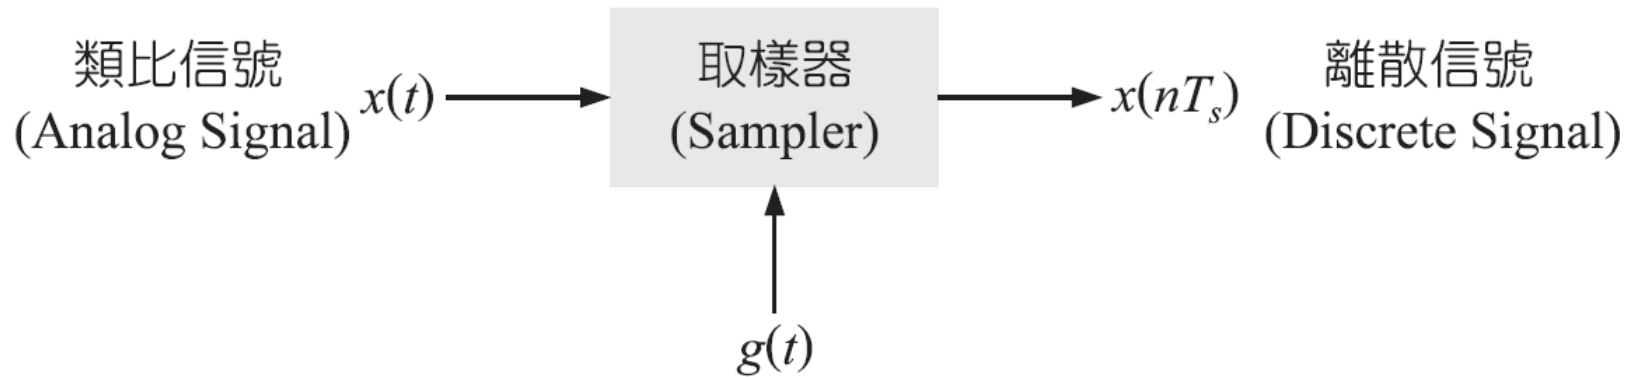 類比信號
(Analog Signal)
x(t)
取樣器
(Sampler)
x(nTₛ)
離散信號
(Discrete Signal)
g(t)